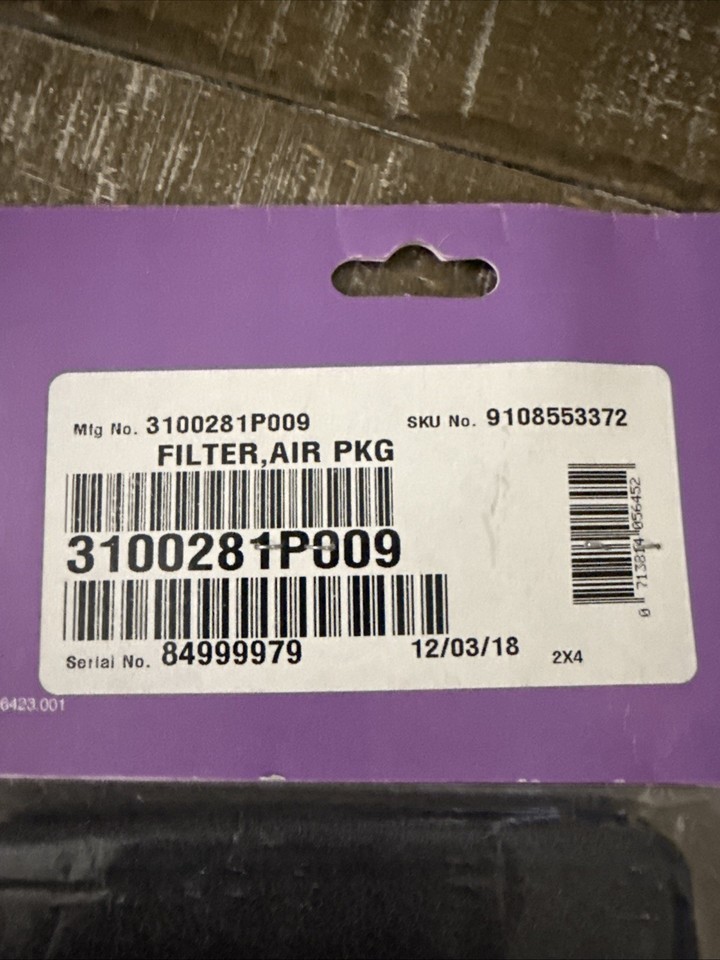 Mfg No. 3100281P009
SKU No. 9108553372
FILTER,AIR PKG
3100281P009
0 713814 056452
Serial No. 84999979
12/03/18
2X4
6423.001